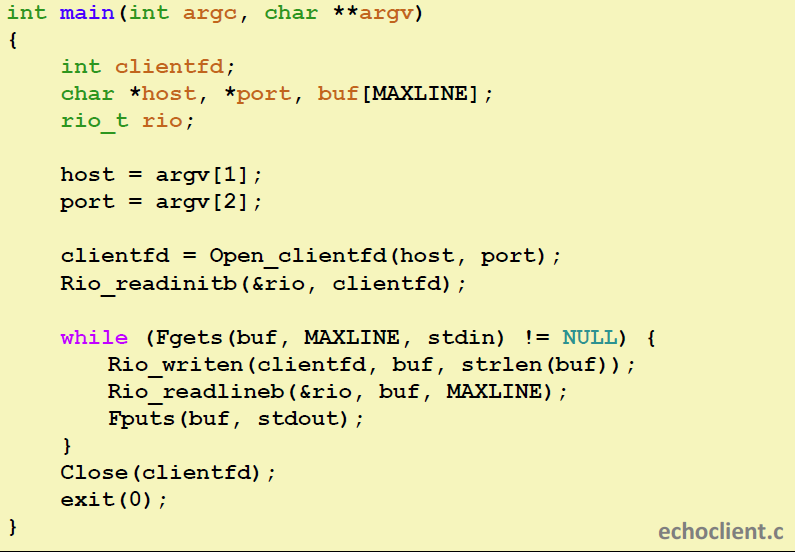 int main(int argc, char **argv)
{
    int clientfd;
    char *host, *port, buf[MAXLINE];
    rio_t rio;

    host = argv[1];
    port = argv[2];

    clientfd = Open_clientfd(host, port);
    Rio_readinitb(&rio, clientfd);

    while (Fgets(buf, MAXLINE, stdin) != NULL) {
        Rio_writen(clientfd, buf, strlen(buf));
        Rio_readlineb(&rio, buf, MAXLINE);
        Fputs(buf, stdout);
    }
    Close(clientfd);
    exit(0);
}
echoclient.c